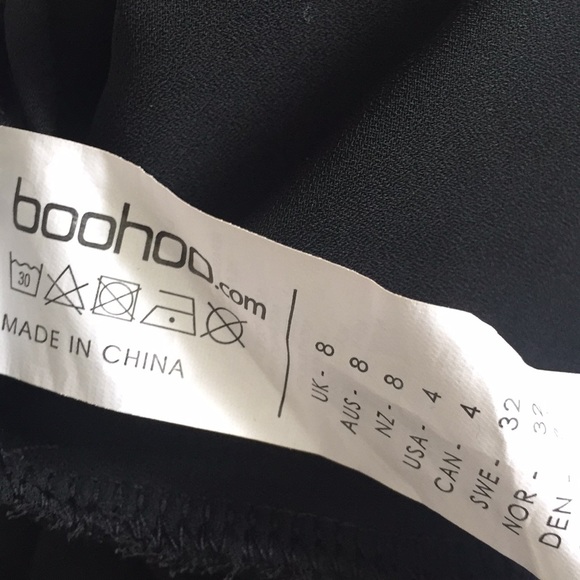 boohoo.com
30
MADE IN CHINA
UK - 8
AUS - 8
NZ - 8
USA - 4
CAN - 4
SWE - 32
NOR - 32
DEN -